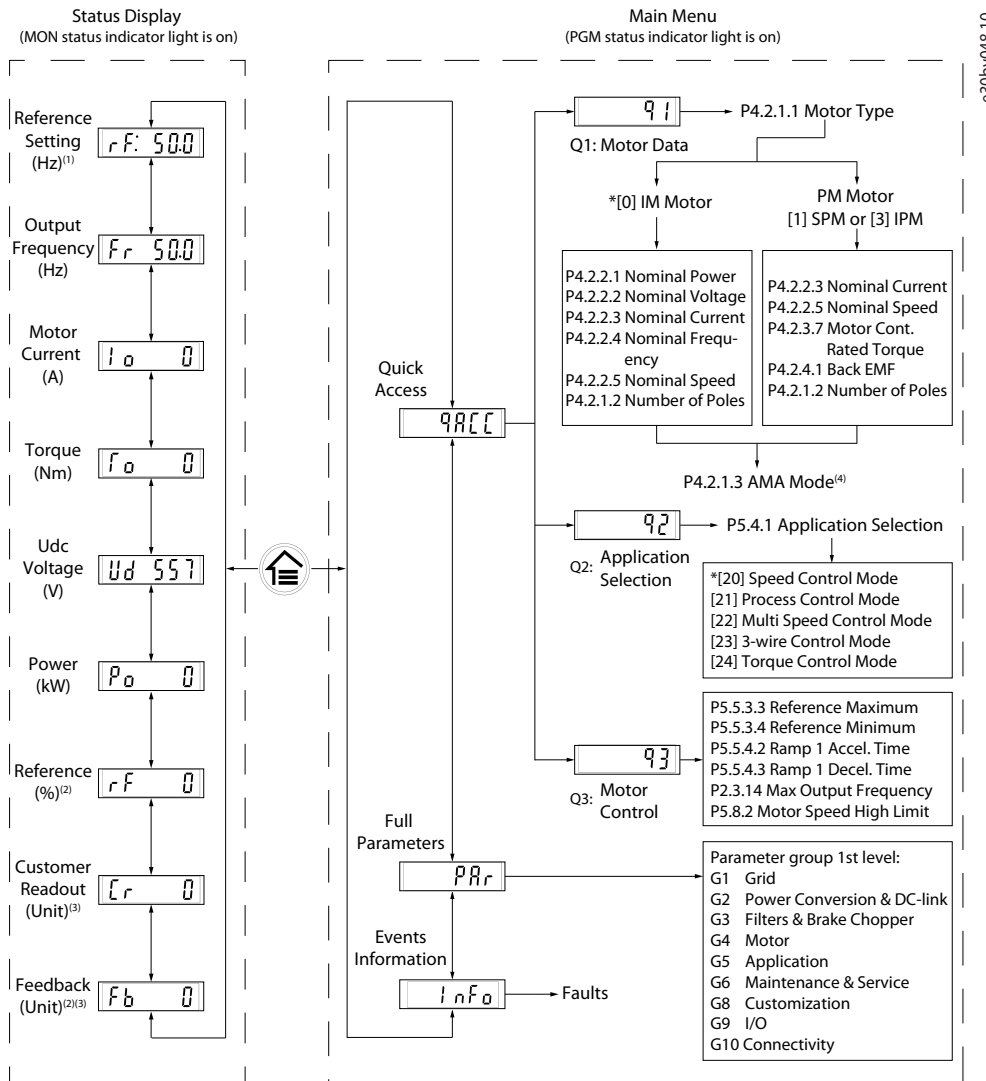 Status Display
(MON status indicator light is on)
Reference
Setting
(Hz)(1)
rF: 50.0
Output
Frequency
(Hz)
Fr 50.0
Motor
Current
(A)
Io 0
Torque
(Nm)
To 0
Udc
Voltage
(V)
Ud 557
Power
(kW)
Po 0
Reference
(%)(2)
rF 0
Customer
Readout
(Unit)(3)
Cr 0
Feedback
(Unit)(2)(3)
Fb 0
Main Menu
(PGM status indicator light is on)
Quick
Access
qACC
q1
Q1: Motor Data
P4.2.1.1 Motor Type
*[0] IM Motor
P4.2.2.1 Nominal Power
P4.2.2.2 Nominal Voltage
P4.2.2.3 Nominal Current
P4.2.2.4 Nominal Frequ-
ency
P4.2.2.5 Nominal Speed
P4.2.1.2 Number of Poles
PM Motor
[1] SPM or [3] IPM
P4.2.2.3 Nominal Current
P4.2.2.5 Nominal Speed
P4.2.3.7 Motor Cont.
Rated Torque
P4.2.4.1 Back EMF
P4.2.1.2 Number of Poles
P4.2.1.3 AMA Mode(4)
q2
Q2: Application
Selection
P5.4.1 Application Selection
*[20] Speed Control Mode
[21] Process Control Mode
[22] Multi Speed Control Mode
[23] 3-wire Control Mode
[24] Torque Control Mode
q3
Q3: Motor
Control
P5.5.3.3 Reference Maximum
P5.5.3.4 Reference Minimum
P5.5.4.2 Ramp 1 Accel. Time
P5.5.4.3 Ramp 1 Decel. Time
P2.3.14 Max Output Frequency
P5.8.2 Motor Speed High Limit
Full
Parameters
PAr
Parameter group 1st level:
G1 Grid
G2 Power Conversion & DC-link
G3 Filters & Brake Chopper
G4 Motor
G5 Application
G6 Maintenance & Service
G8 Customization
G9 I/O
G10 Connectivity
Events
Information
InFo
Faults